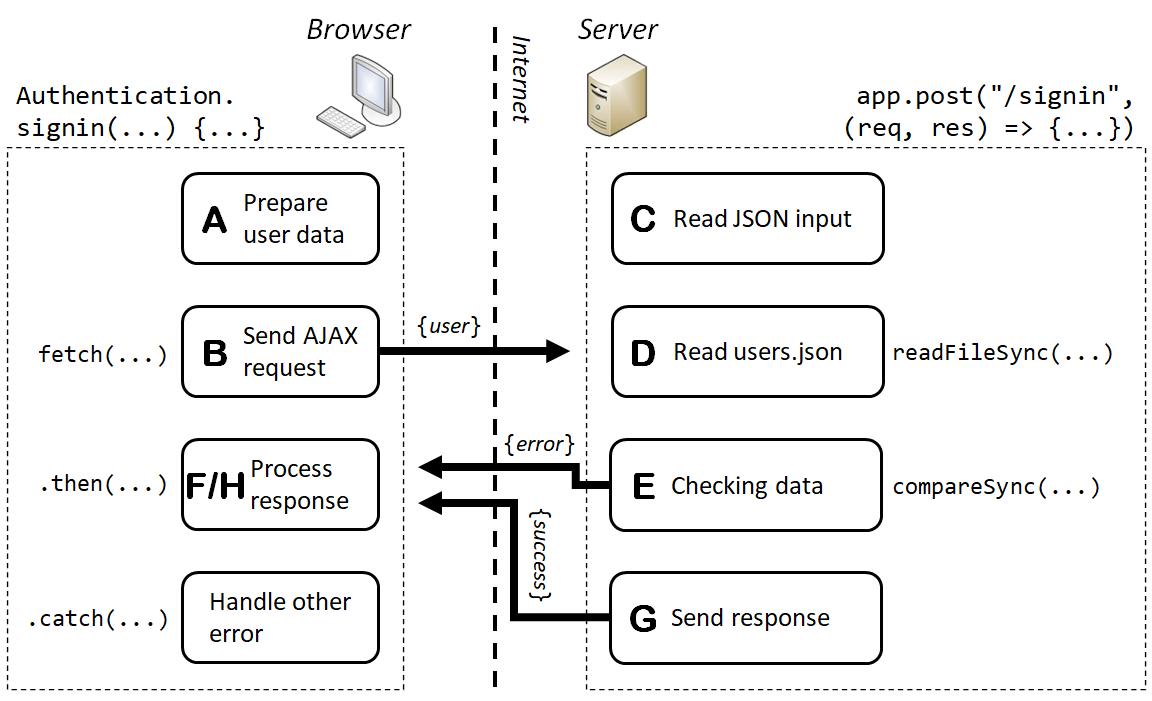 Browser
Server
Internet
Authentication.
signin(...) {...}
app.post("/signin",
(req, res) => {...})
A Prepare
user data
C Read JSON input
fetch(...)
B Send AJAX
request
{user}
D Read users.json
readFileSync(...)
.then(...)
F/H Process
response
{error}
E Checking data
compareSync(...)
{success}
.catch(...)
Handle other
error
G Send response